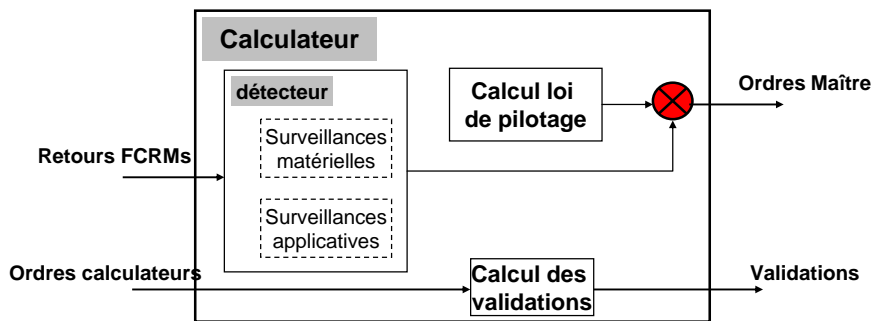 Calculateur
détecteur
Surveillances
matérielles
Surveillances
applicatives
Calcul loi
de pilotage
Ordres Maître
Retours FCRMs
Ordres calculateurs
Calcul des
validations
Validations